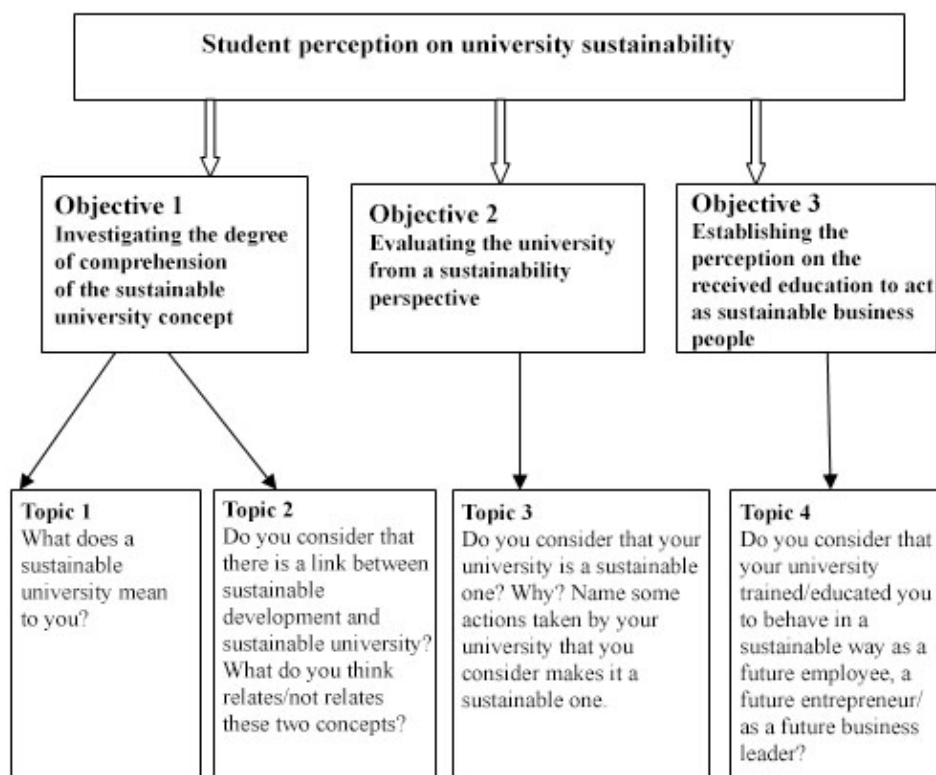 Student perception on university sustainability
Objective 1
Investigating the degree
of comprehension
of the sustainable
university concept
Objective 2
Evaluating the university
from a sustainability
perspective
Objective 3
Establishing the
perception on the
received education to act
as sustainable business
people
Topic 1
What does a
sustainable
university mean
to you?
Topic 2
Do you consider that
there is a link between
sustainable
development and
sustainable university?
What do you think
relates/not relates
these two concepts?
Topic 3
Do you consider that your
university is a sustainable
one? Why? Name some
actions taken by your
university that you
consider makes it a
sustainable one.
Topic 4
Do you consider that
your university
trained/educated you
to behave in a
sustainable way as a
future employee, a
future entrepreneur/
as a future business
leader?